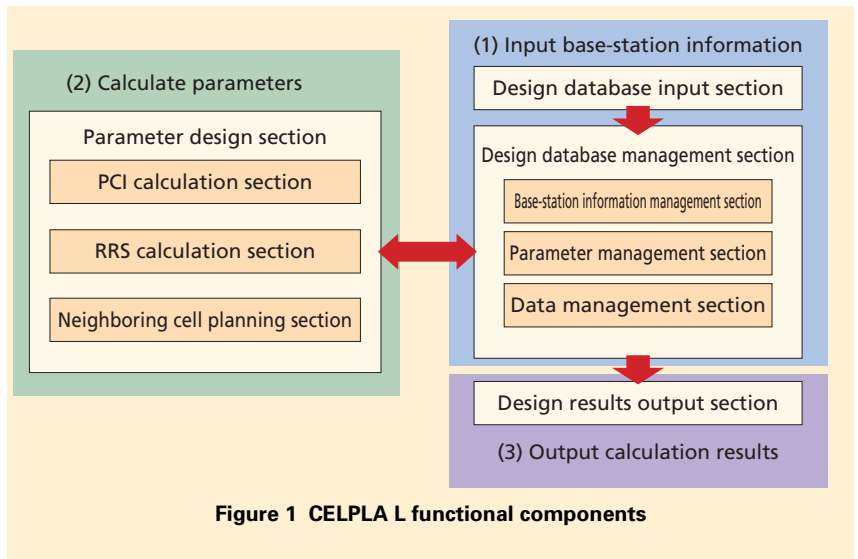 (1) Input base-station information
Design database input section
Design database management section
Base-station information management section
Parameter management section
Data management section
(2) Calculate parameters
Parameter design section
PCI calculation section
RRS calculation section
Neighboring cell planning section
Design results output section
(3) Output calculation results
Figure 1 CELPLA L functional components